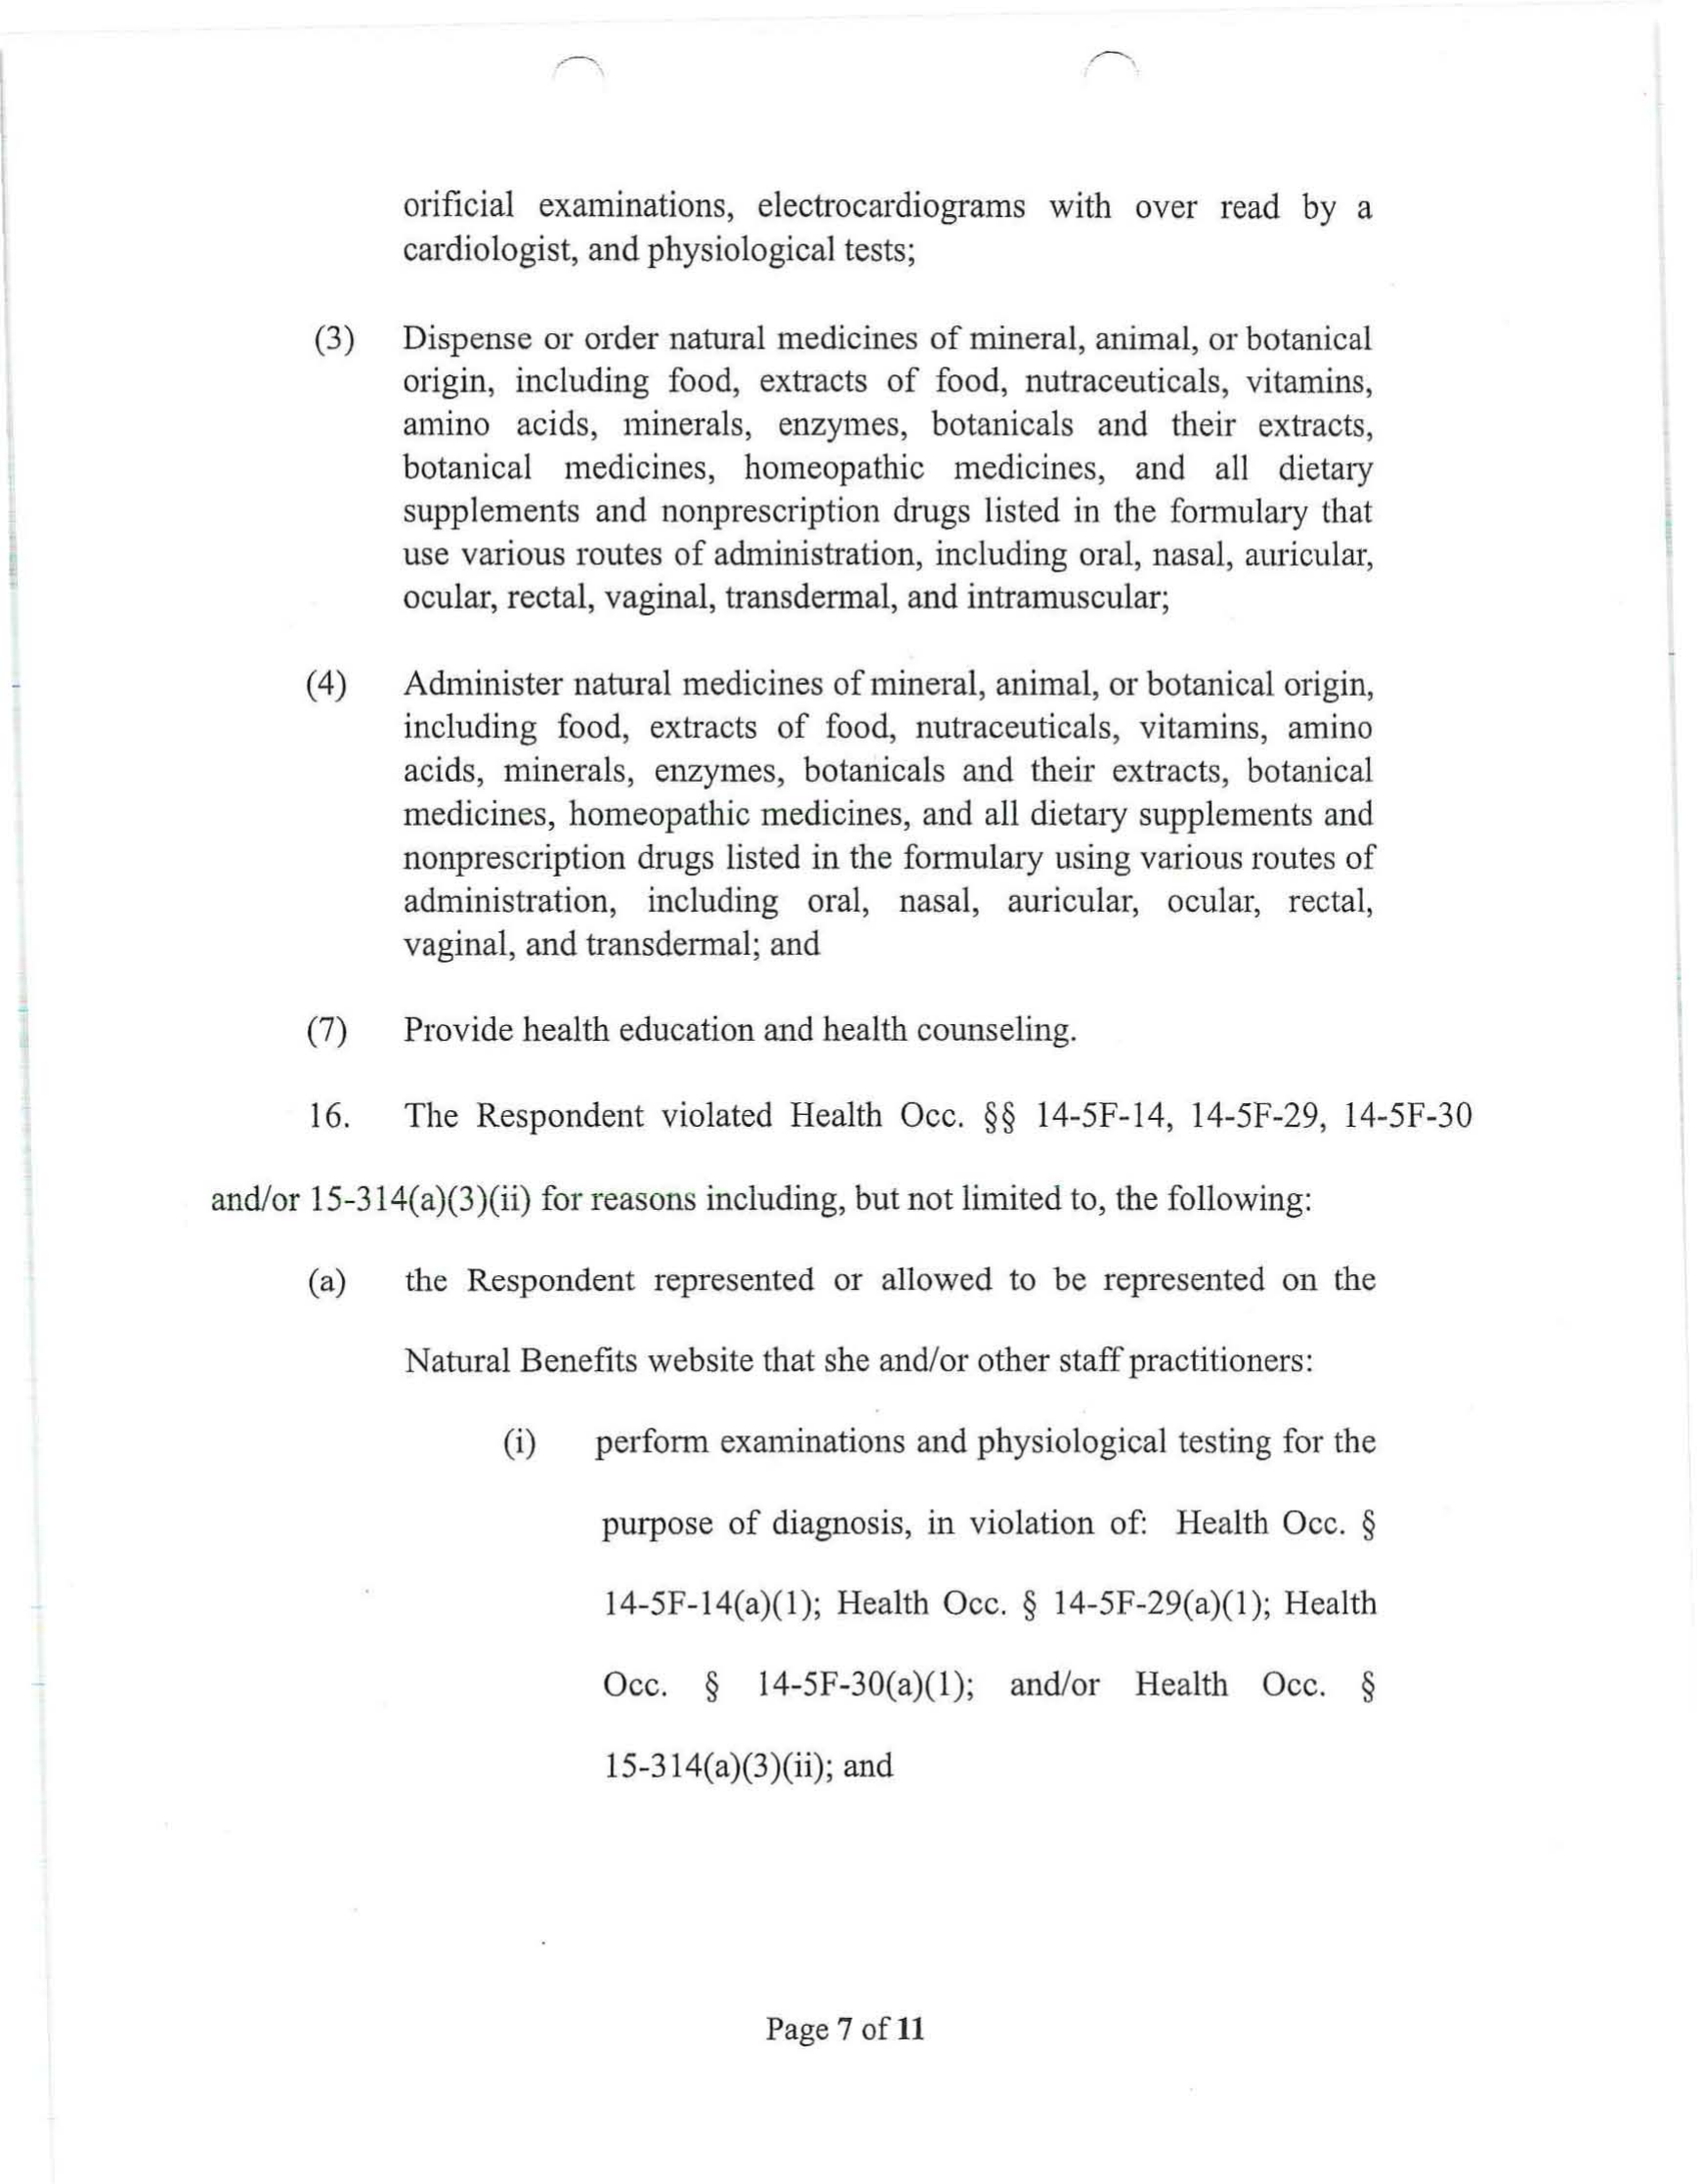 orificial examinations, electrocardiograms with over read by a
cardiologist, and physiological tests;
(3) Dispense or order natural medicines of mineral, animal, or botanical
origin, including food, extracts of food, nutraceuticals, vitamins,
amino acids, minerals, enzymes, botanicals and their extracts,
botanical medicines, homeopathic medicines, and all dietary
supplements and nonprescription drugs listed in the formulary that
use various routes of administration, including oral, nasal, auricular,
ocular, rectal, vaginal, transdermal, and intramuscular;
(4) Administer natural medicines of mineral, animal, or botanical origin,
including food, extracts of food, nutraceuticals, vitamins, amino
acids, minerals, enzymes, botanicals and their extracts, botanical
medicines, homeopathic medicines, and all dietary supplements and
nonprescription drugs listed in the formulary using various routes of
administration, including oral, nasal, auricular, ocular, rectal,
vaginal, and transdermal; and
(7) Provide health education and health counseling.
16. The Respondent violated Health Occ. §§ 14-5F-14, 14-5F-29, 14-5F-30
and/or 15-314(a)(3)(ii) for reasons including, but not limited to, the following:
(a) the Respondent represented or allowed to be represented on the
Natural Benefits website that she and/or other staff practitioners:
(i) perform examinations and physiological testing for the
purpose of diagnosis, in violation of: Health Occ. §
14-5F-14(a)(1); Health Occ. § 14-5F-29(a)(1); Health
Occ. § 14-5F-30(a)(1); and/or Health Occ. §
15-314(a)(3)(ii); and
Page 7 of 11